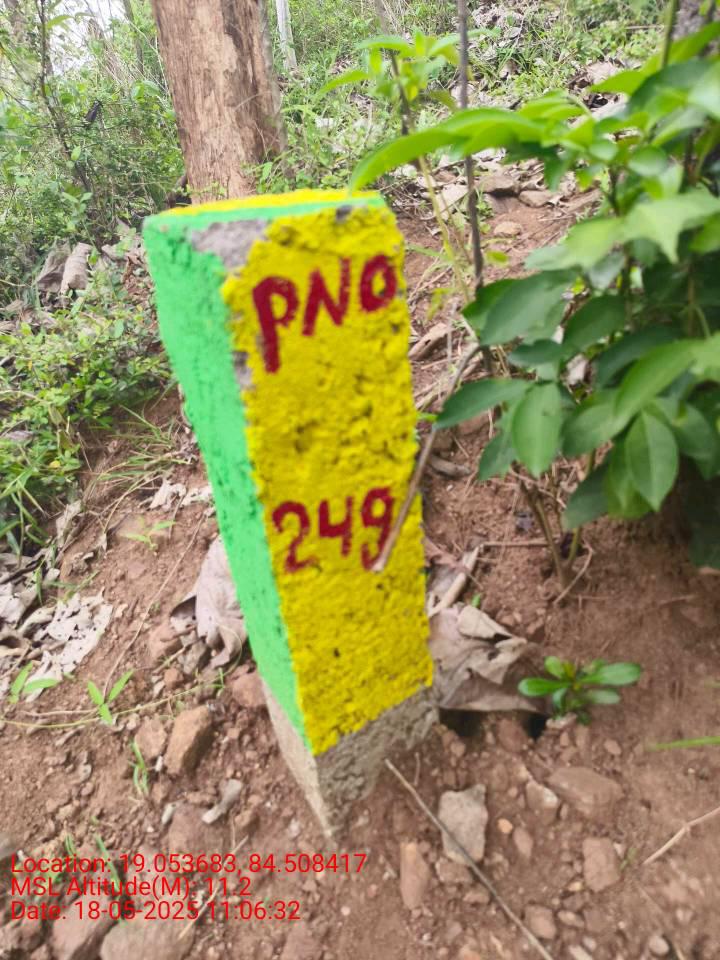 PNO
249
Location: 19.053683, 84.508417
MSL Altitude(M): 11.2
Date: 18-05-2025 11:06:32